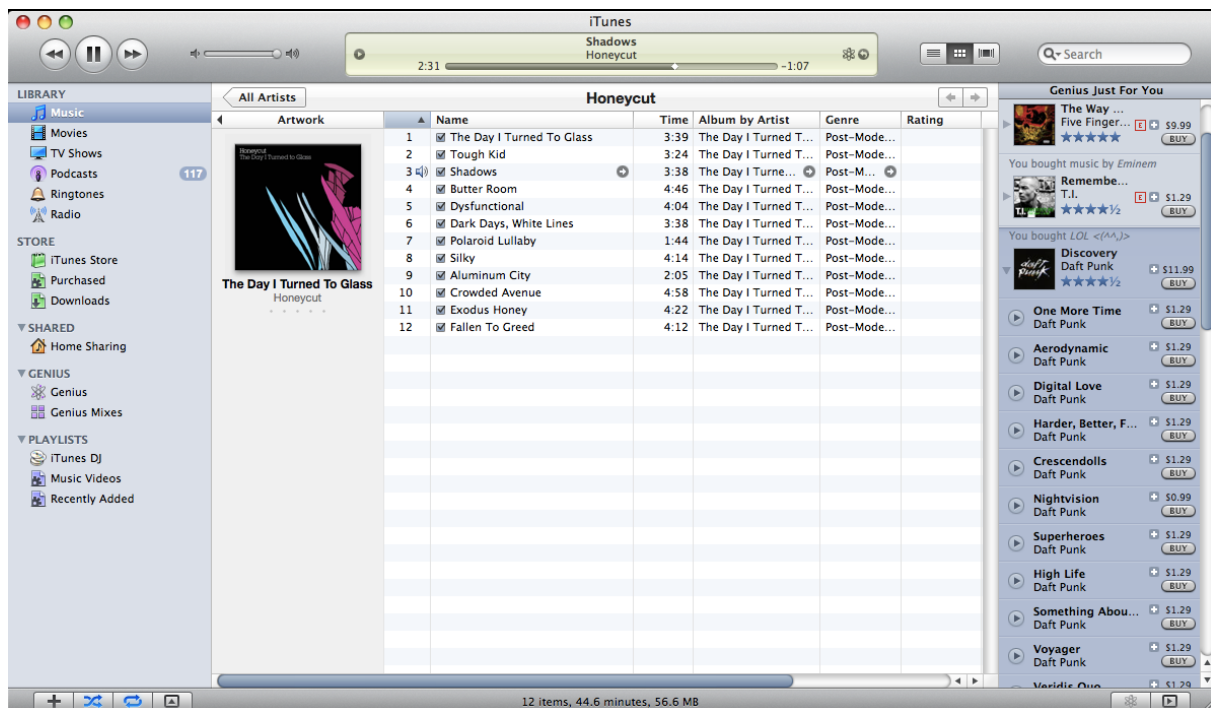 iTunes
Shadows
Honeycut
2:31 -1:07
Search
LIBRARY
Music
Movies
TV Shows
Podcasts 117
Ringtones
Radio
STORE
iTunes Store
Purchased
Downloads
SHARED
Home Sharing
GENIUS
Genius
Genius Mixes
PLAYLISTS
iTunes DJ
Music Videos
Recently Added
All Artists Honeycut
Artwork
Honeycut
The Day I Turned to Glass
The Day I Turned To Glass
Honeycut
Name Time Album by Artist Genre Rating
1 The Day I Turned To Glass 3:39 The Day I Turned T... Post-Mode...
2 Tough Kid 3:24 The Day I Turned T... Post-Mode...
3 Shadows 3:38 The Day I Turne... Post-M...
4 Butter Room 4:46 The Day I Turned T... Post-Mode...
5 Dysfunctional 4:04 The Day I Turned T... Post-Mode...
6 Dark Days, White Lines 3:38 The Day I Turned T... Post-Mode...
7 Polaroid Lullaby 1:44 The Day I Turned T... Post-Mode...
8 Silky 4:14 The Day I Turned T... Post-Mode...
9 Aluminum City 2:05 The Day I Turned T... Post-Mode...
10 Crowded Avenue 4:58 The Day I Turned T... Post-Mode...
11 Exodus Honey 4:22 The Day I Turned T... Post-Mode...
12 Fallen To Greed 4:12 The Day I Turned T... Post-Mode...
Genius Just For You
The Way ...
Five Finger... E $9.99
BUY
You bought music by Eminem
Remembe...
T.I. E $1.29
T.I. BUY
You bought LOL <(^^,)>
Discovery
daft punk Daft Punk $11.99
BUY
One More Time $1.29
Daft Punk BUY
Aerodynamic $1.29
Daft Punk BUY
Digital Love $1.29
Daft Punk BUY
Harder, Better, F... $1.29
Daft Punk BUY
Crescendolls $1.29
Daft Punk BUY
Nightvision $0.99
Daft Punk BUY
Superheroes $1.29
Daft Punk BUY
High Life $1.29
Daft Punk BUY
Something Abou... $1.29
Daft Punk BUY
Voyager $1.29
Daft Punk BUY
Veridis Quo $1.29
12 items, 44.6 minutes, 56.6 MB